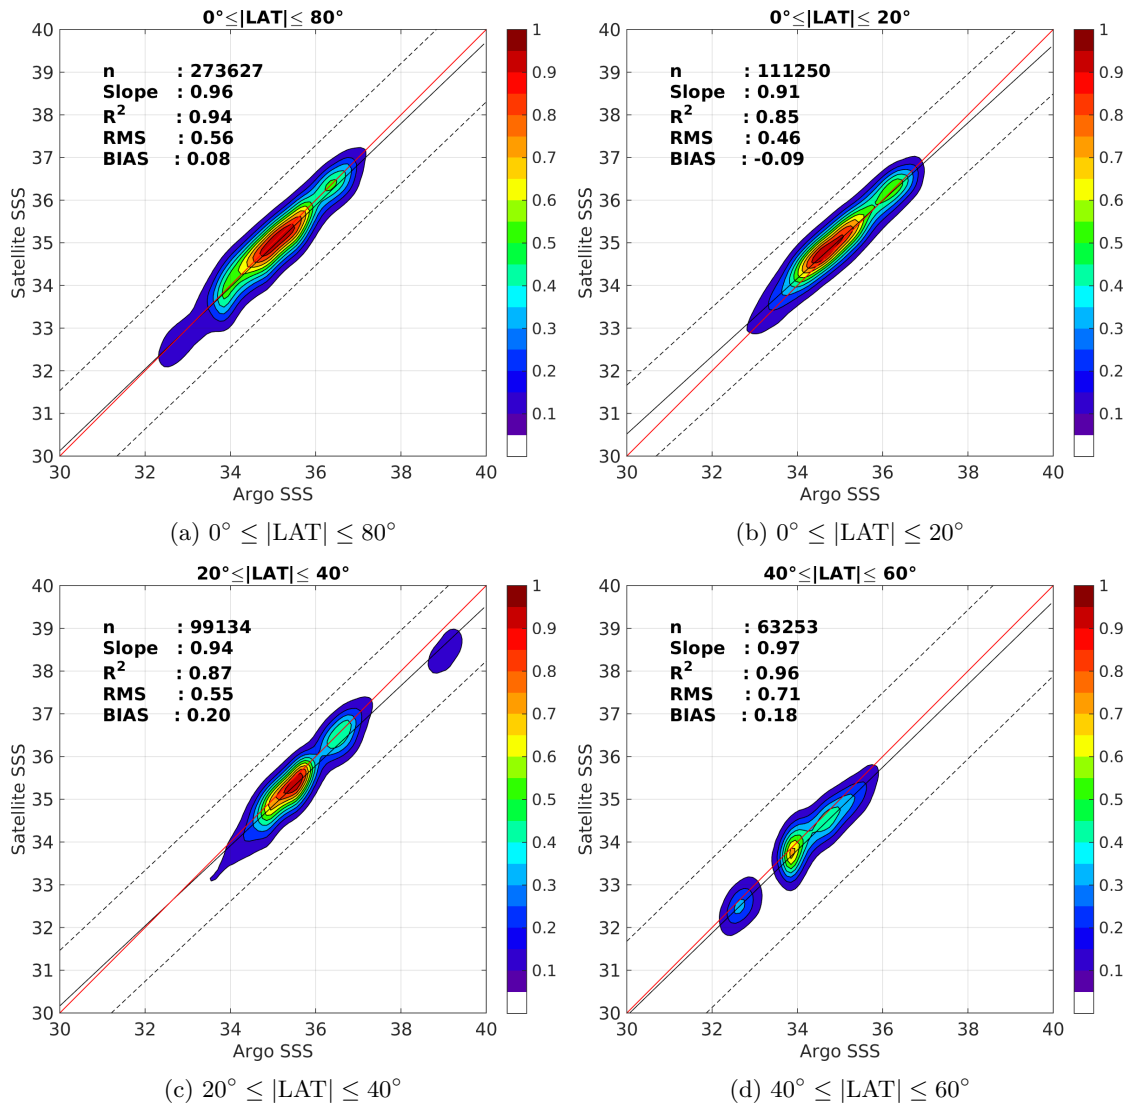 0°≤|LAT|≤ 80°
n : 273627
Slope : 0.96
R2 : 0.94
RMS : 0.56
BIAS : 0.08
Satellite SSS
40
39
38
37
36
35
34
33
32
31
30
30 32 34 36 38 40
Argo SSS
1
0.9
0.8
0.7
0.6
0.5
0.4
0.3
0.2
0.1
(a) 0° ≤ |LAT| ≤ 80°
0°≤|LAT|≤ 20°
n : 111250
Slope : 0.91
R2 : 0.85
RMS : 0.46
BIAS : -0.09
Satellite SSS
40
39
38
37
36
35
34
33
32
31
30
30 32 34 36 38 40
Argo SSS
1
0.9
0.8
0.7
0.6
0.5
0.4
0.3
0.2
0.1
(b) 0° ≤ |LAT| ≤ 20°
20°≤|LAT|≤ 40°
n : 99134
Slope : 0.94
R2 : 0.87
RMS : 0.55
BIAS : 0.20
Satellite SSS
40
39
38
37
36
35
34
33
32
31
30
30 32 34 36 38 40
Argo SSS
1
0.9
0.8
0.7
0.6
0.5
0.4
0.3
0.2
0.1
(c) 20° ≤ |LAT| ≤ 40°
40°≤|LAT|≤ 60°
n : 63253
Slope : 0.97
R2 : 0.96
RMS : 0.71
BIAS : 0.18
Satellite SSS
40
39
38
37
36
35
34
33
32
31
30
30 32 34 36 38 40
Argo SSS
1
0.9
0.8
0.7
0.6
0.5
0.4
0.3
0.2
0.1
(d) 40° ≤ |LAT| ≤ 60°